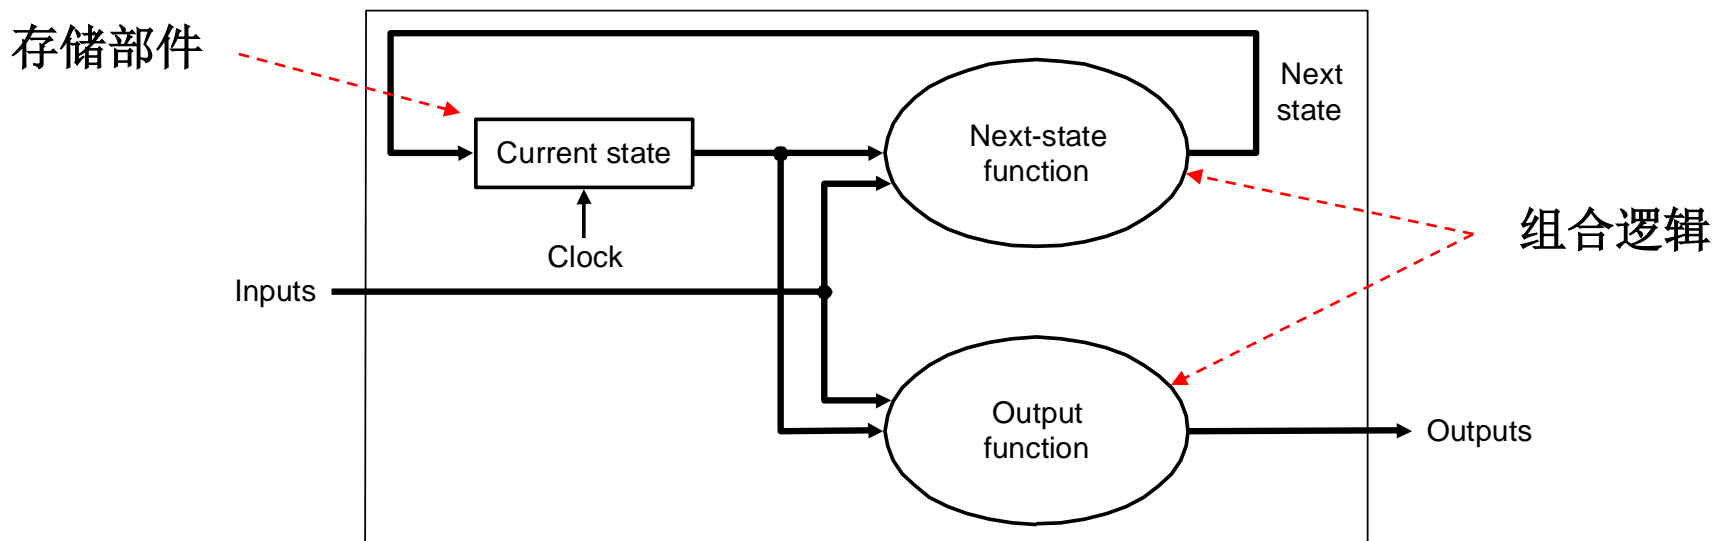 存储部件
Next
state
Current state
Next-state
function
Clock
组合逻辑
Inputs
Output
function
Outputs